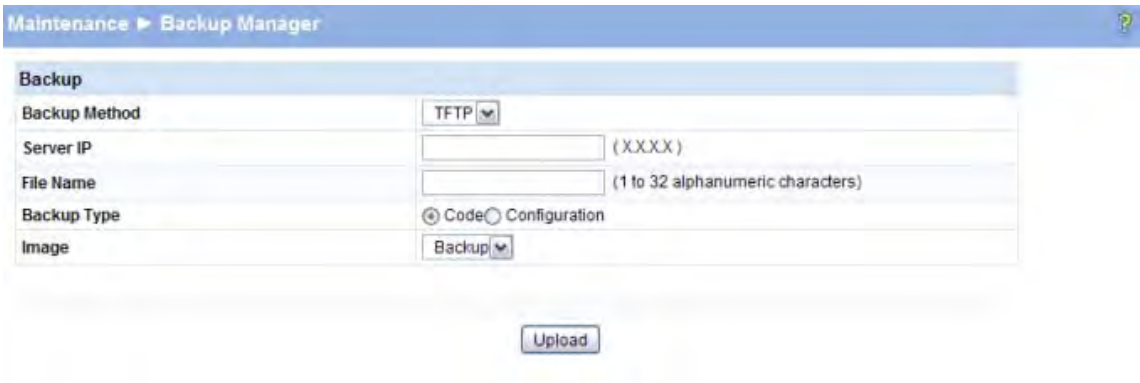 Maintenance ► Backup Manager ?
Backup
Backup Method TFTP
Server IP (X.X.X.X)
File Name (1 to 32 alphanumeric characters)
Backup Type Code Configuration
Image Backup
Upload